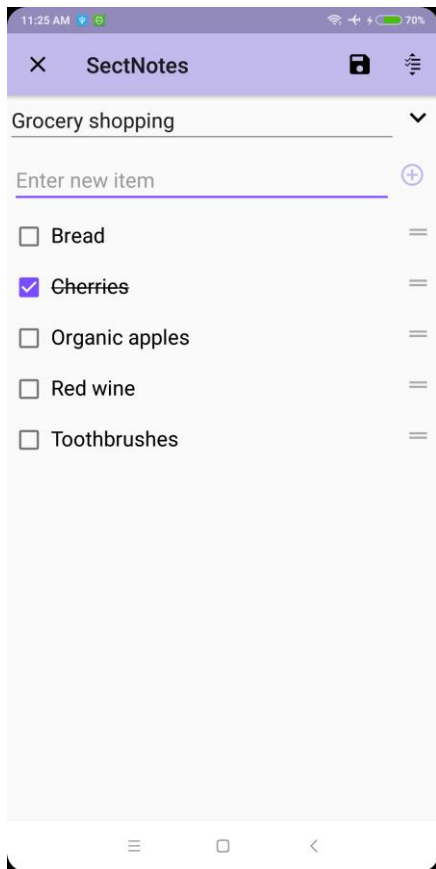 11:25 AM 70%
SectNotes
Grocery shopping
Enter new item
Bread
Cherries
Organic apples
Red wine
Toothbrushes